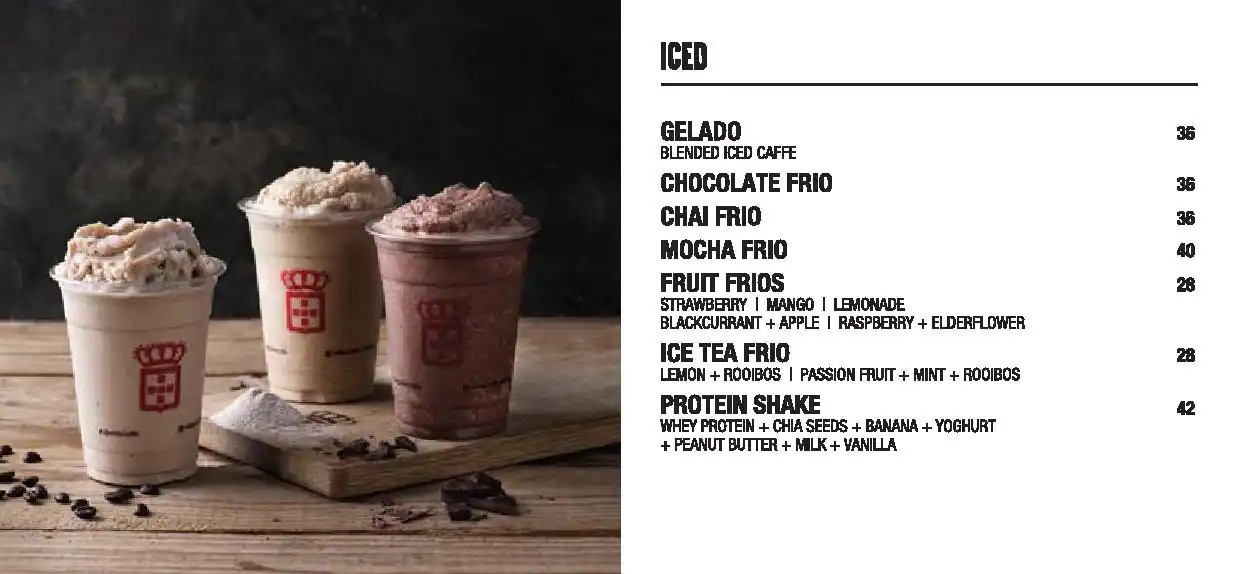 ICED
GELADO 36
BLENDED ICED CAFFE
CHOCOLATE FRIO 36
CHAI FRIO 36
MOCHA FRIO 40
FRUIT FRIOS 28
STRAWBERRY | MANGO | LEMONADE
BLACKCURRANT + APPLE | RASPBERRY + ELDERFLOWER
ICE TEA FRIO 28
LEMON + ROOIBOS | PASSION FRUIT + MINT + ROOIBOS
PROTEIN SHAKE 42
WHEY PROTEIN + CHIA SEEDS + BANANA + YOGHURT
+ PEANUT BUTTER + MILK + VANILLA